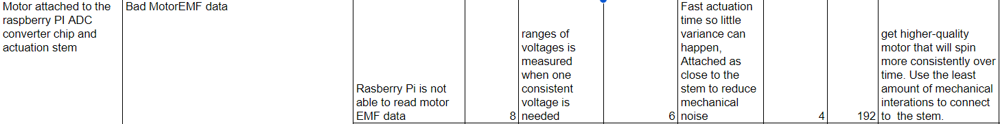 Motor attached to the
raspberry PI ADC
converter chip and
actuation stem
Bad MotorEMF data
Rasberry Pi is not
able to read motor
EMF data
8
ranges of
voltages is
measured
when one
consistent
voltage is
needed
6
Fast actuation
time so little
variance can
happen,
Attached as
close to the
stem to reduce
mechanical
noise
4
192
get higher-quality
motor that will spin
more consistently over
time. Use the least
amount of mechanical
interations to connect
to  the stem.